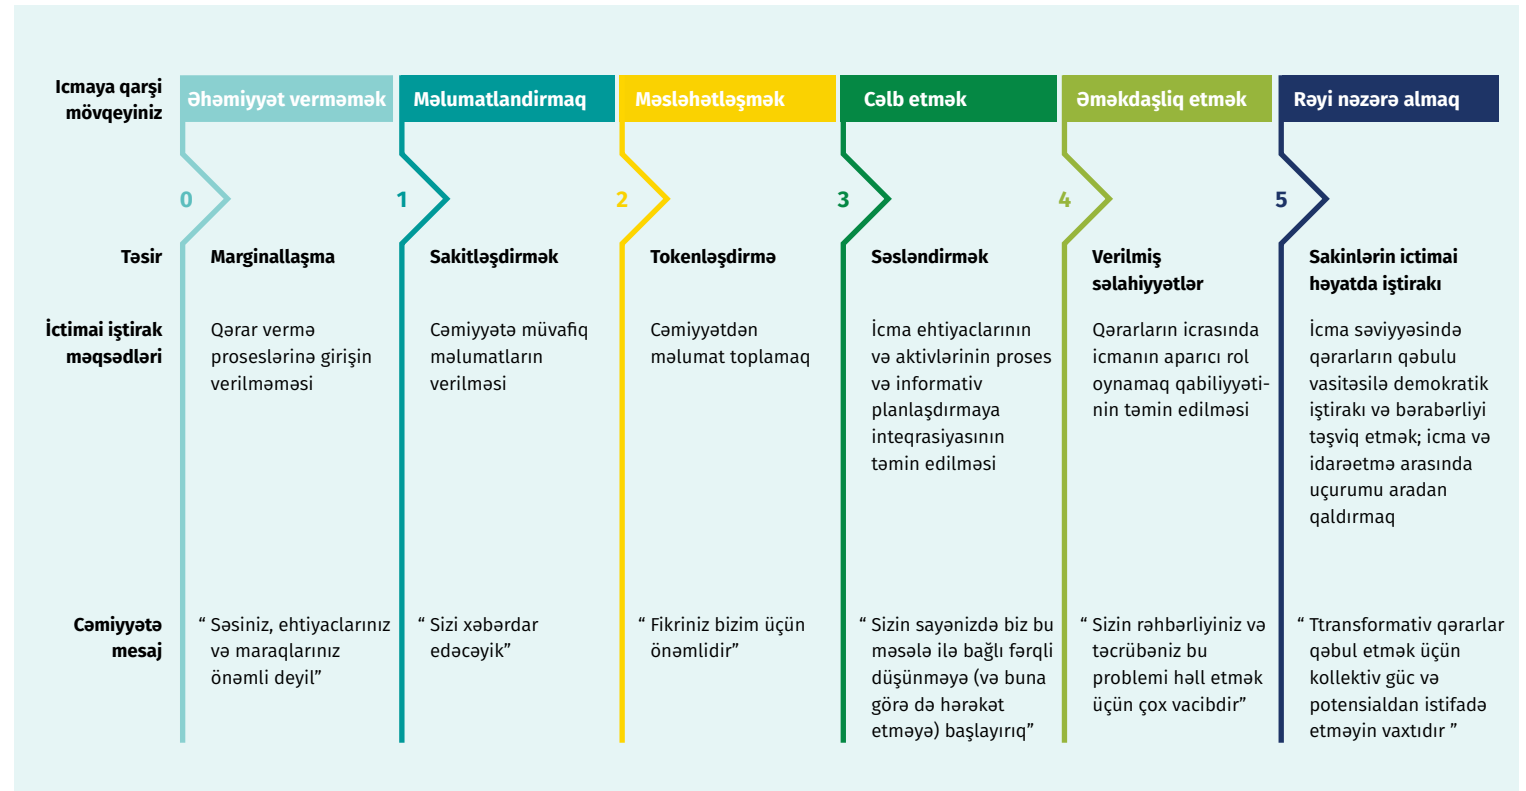 Icmaya qarşi
mövqeyiniz
Əhəmiyyət verməmək
Məlumatlandirmaq
Məsləhətləşmək
Cəlb etmək
Əməkdaşliq etmək
Rəyi nəzərə almaq
0
1
2
3
4
5
Təsir
Marginallaşma
Sakitləşdirmək
Tokenləşdirmə
Səsləndirmək
Verilmiş
səlahiyyətlər
Sakinlərin ictimai
həyatda iştirakı
İctimai iştirak
məqsədləri
Qərar vermə
proseslərinə girişin
verilməməsi
Cəmiyyətə müvafiq
məlumatların
verilməsi
Cəmiyyətdən
məlumat toplamaq
İcma ehtiyaclarının
və aktivlərinin proses
və informativ
planlaşdırmaya
inteqrasiyasının
təmin edilməsi
Qərarların icrasında
icmanın aparıcı rol
oynamaq qabiliyyəti-
nin təmin edilməsi
İcma səviyyəsində
qərarların qəbulu
vasitəsilə demokratik
iştirakı və bərabərliyi
təşviq etmək; icma və
idarəetmə arasında
uçurumu aradan
qaldırmaq
Cəmiyyətə
mesaj
“ Səsiniz, ehtiyaclarınız
və maraqlarınız
önəmli deyil”
“ Sizi xəbərdar
edəcəyik”
“ Fikriniz bizim üçün
önəmlidir”
“ Sizin sayənizdə biz bu
məsələ ilə bağlı fərqli
düşünməyə (və buna
görə də hərəkət
etməyə) başlayırıq”
“ Sizin rəhbərliyiniz və
təcrübəniz bu
problemi həll etmək
üçün çox vacibdir”
“ Ttransformativ qərarlar
qəbul etmək üçün
kollektiv güc və
potensialdan istifadə
etməyin vaxtıdır ”